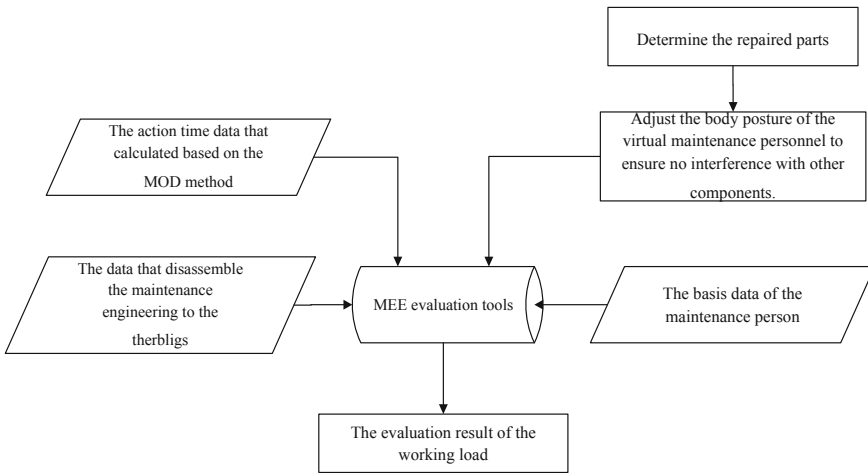 Determine the repaired parts
The action time data that
calculated based on the
MOD method
Adjust the body posture of the
virtual maintenance personnel to
ensure no interference with other
components.
The data that disassemble
the maintenance
engineering to the
therbligs
MEE evaluation tools
The basis data of the
maintenance person
The evaluation result of the
working load